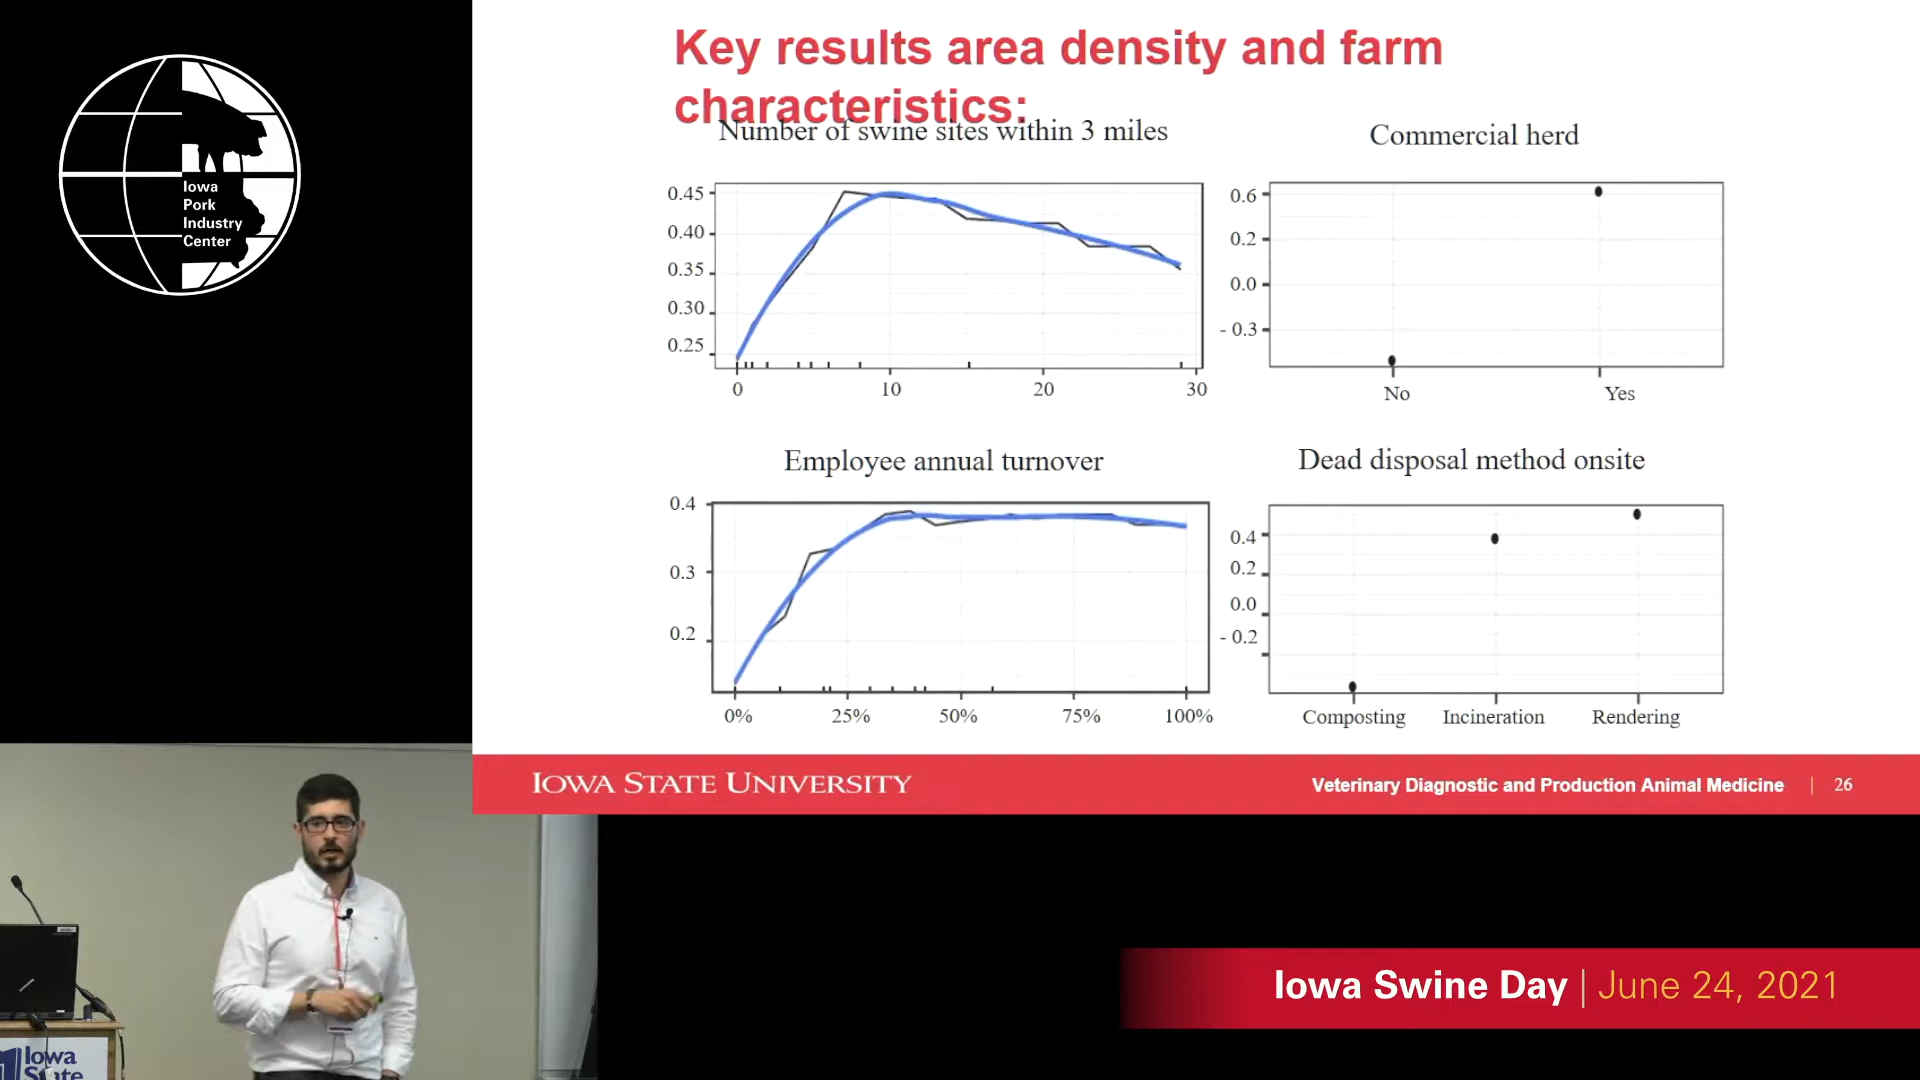 Iowa
Pork
Industry
Center
Key results area density and farm
characteristics:
Number of swine sites within 3 miles
0.45
0.40
0.35
0.30
0.25
0
10
20
30
Commercial herd
0.6
0.2
0.0
- 0.3
No
Yes
Employee annual turnover
0.4
0.3
0.2
0%
25%
50%
75%
100%
Dead disposal method onsite
0.4
0.2
0.0
- 0.2
Composting
Incineration
Rendering
IOWA STATE UNIVERSITY
Veterinary Diagnostic and Production Animal Medicine | 26
Iowa Swine Day | June 24, 2021
Iowa
State